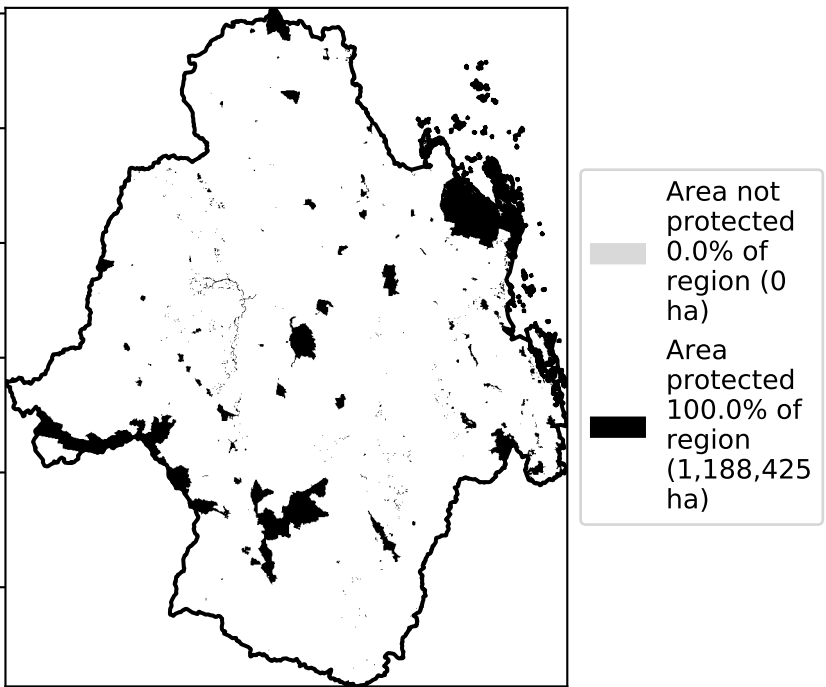 Area not
protected
0.0% of
region (0
ha)
Area
protected
100.0% of
region
(1,188,425
ha)